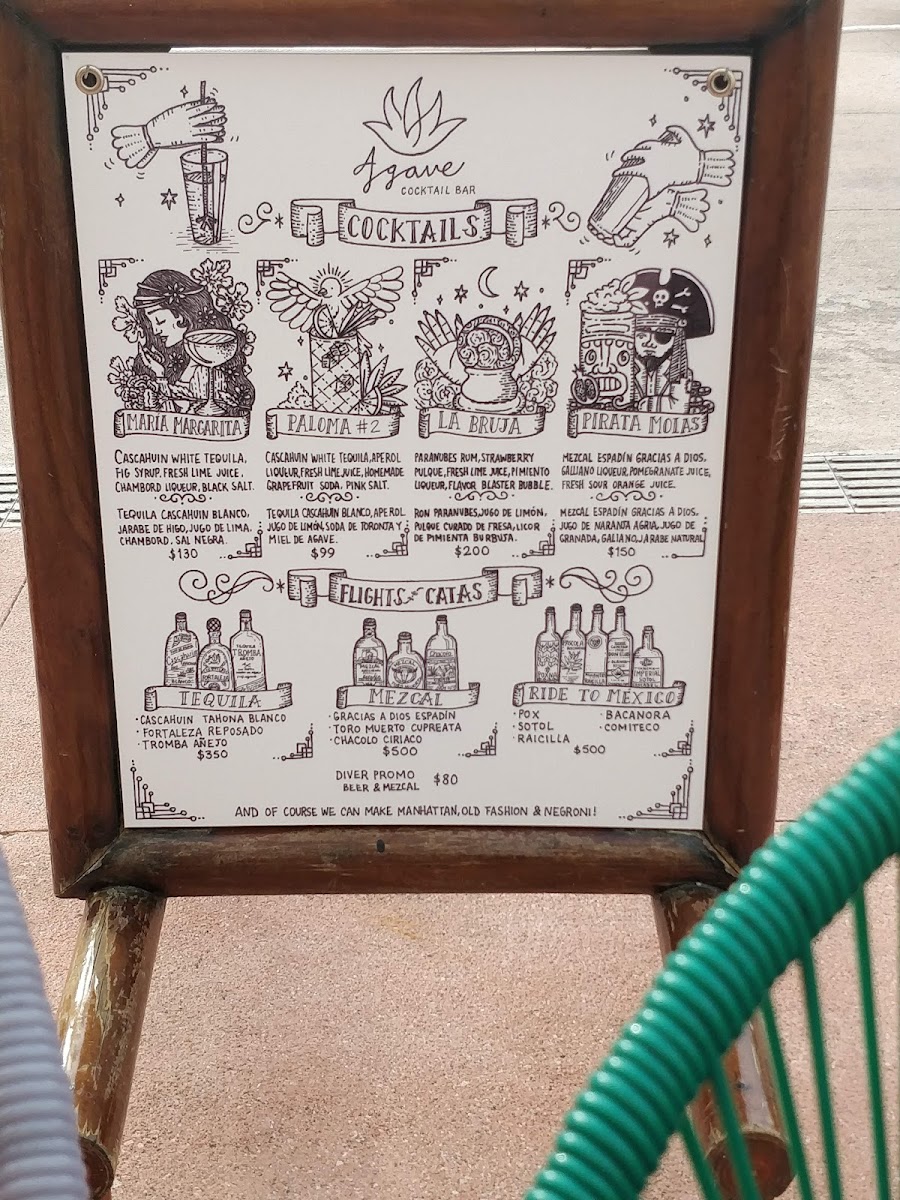 Agave
COCKTAIL BAR
COCKTAILS
MARIA MARGARITA
CASCAHUIN WHITE TEQUILA,
FIG SYRUP, FRESH LIME JUICE,
CHAMBORD LIQUEUR, BLACK SALT.
TEQUILA CASCAHUIN BLANCO,
JARABE DE HIGO, JUGO DE LIMA,
CHAMBORD, SAL NEGRA.
$130
PALOMA #2
CASCAHUIN WHITE TEQUILA, APEROL
LIQUEUR, FRESH LIME JUICE, HOMEMADE
GRAPEFRUIT SODA, PINK SALT.
TEQUILA CASCAHUIN BLANCO, APEROL
JUGO DE LIMÓN, SODA DE TORONTA Y
MIEL DE AGAVE.
$99
LA BRUJA
PARANUBES RUM, STRAWBERRY
PULQUE, FRESH LIME JUICE, PIMIENTO
LIQUEUR, FLAVOR BLASTER BUBBLE.
RON PARANUBES, JUGO DE LIMÓN,
PULQUE CURADO DE FRESA, LICOR
DE PIMIENTA BURBUJA.
$200
PIRATA MOIAS
MEZCAL ESPADÍN GRACIAS A DIOS,
GALLIANO LIQUEUR, POMEGRANATE JUICE,
FRESH SOUR ORANGE JUICE.
MEZCAL ESPADÍN GRACIAS A DIOS,
JUGO DE NARANJA AGRIA, JUGO DE
GRANADA, GALIANO, JARABE NATURAL
$150
FLIGHTS CATAS
TEQUILA
· CASCAHUIN TAHONA BLANCO
· FORTALEZA REPOSADO
· TROMBA AÑEJO
$350
MEZCAL
· GRACIAS A DIOS ESPADÍN
· TORO MUERTO CUPREATA
· CHACOLO CIRIACO
$500
RIDE TO MÉXICO
· POX
· SOTOL
· RAICILLA
· BACANORA
· COMITECO
$500
DIVER PROMO
BEER & MEZCAL $80
AND OF COURSE WE CAN MAKE MANHATTAN, OLD FASHION & NEGRONI!